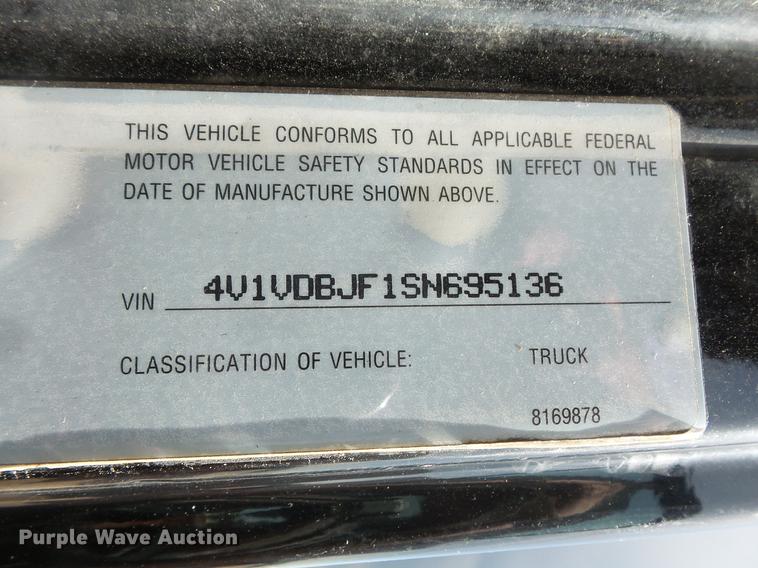 THIS VEHICLE CONFORMS TO ALL APPLICABLE FEDERAL
MOTOR VEHICLE SAFETY STANDARDS IN EFFECT ON THE
DATE OF MANUFACTURE SHOWN ABOVE.
VIN 4V1VDBJF1SN695136
CLASSIFICATION OF VEHICLE: TRUCK
8169878
Purple Wave Auction